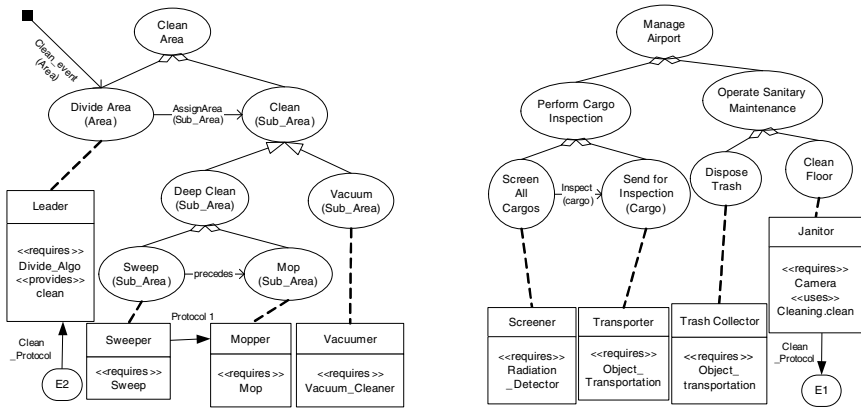 Clean
Area
Clean_event
(Area)
Divide Area
(Area)
AssignArea
(Sub_Area)
Clean
(Sub_Area)
Deep Clean
(Sub_Area)
Vacuum
(Sub_Area)
Leader
<<requires>>
Divide_Algo
<<provides>>
clean
Sweep
(Sub_Area)
precedes
Mop
(Sub_Area)
Clean
_Protocol
E2
Protocol 1
Sweeper
<<requires>>
Sweep
Mopper
<<requires>>
Mop
Vacuumer
<<requires>>
Vacuum_Cleaner
Manage
Airport
Perform Cargo
Inspection
Operate Sanitary
Maintenance
Screen
All
Cargos
Inspect
(cargo)
Send for
Inspection
(Cargo)
Dispose
Trash
Clean
Floor
Janitor
<<requires>>
Camera
<<uses>>
Cleaning.clean
Screener
<<requires>>
Radiation
_Detector
Transporter
<<requires>>
Object_
Transportation
Trash Collector
<<requires>>
Object_
transportation
Clean
_Protocol
E1